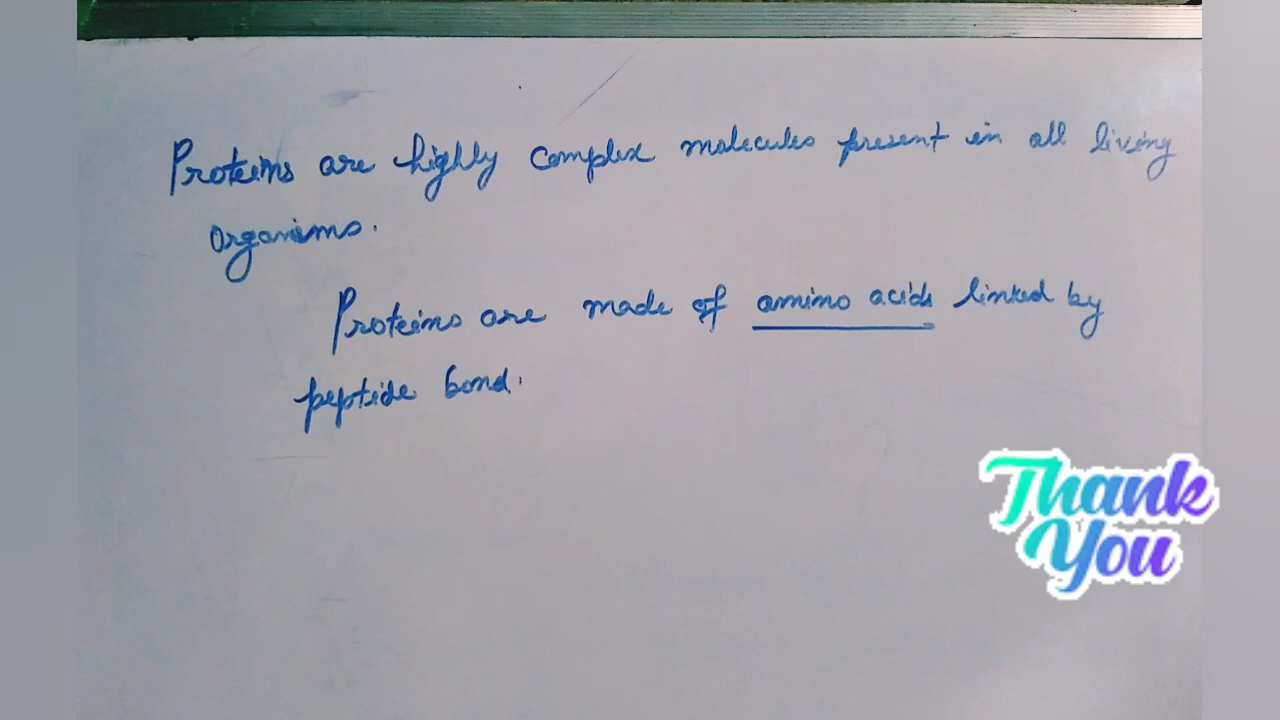 Proteins are highly complex molecules present in all living
organisms.
Proteins are made of amino acids linked by
peptide bond.
Thank
You